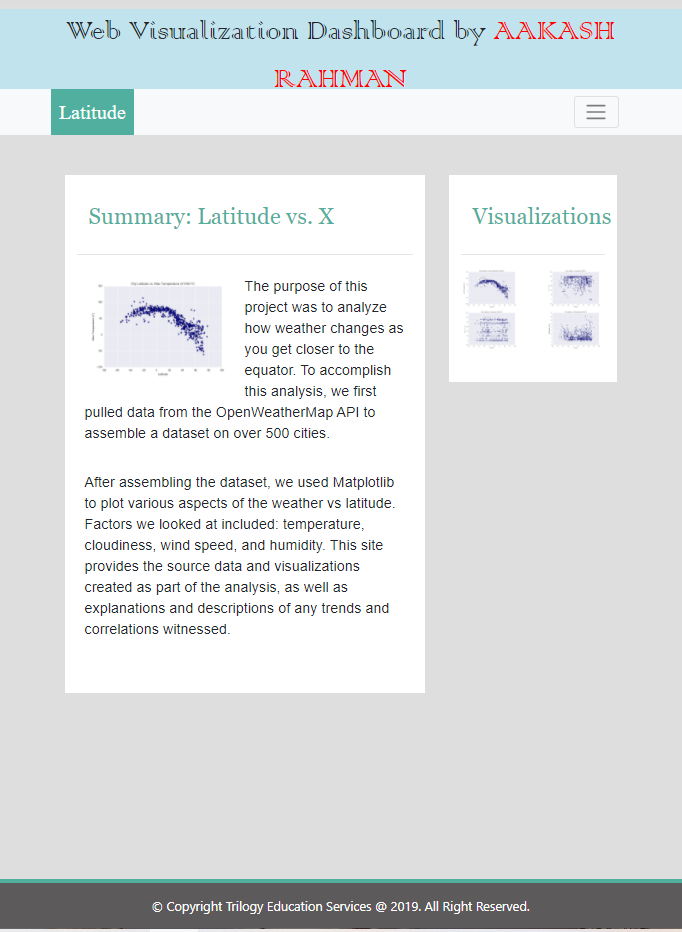 Web Visualization Dashboard by AAKASH
RAHMAN
Latitude
Summary: Latitude vs. X
The purpose of this
project was to analyze
how weather changes as
you get closer to the
equator. To accomplish
this analysis, we first
pulled data from the OpenWeatherMap API to
assemble a dataset on over 500 cities.
After assembling the dataset, we used Matplotlib
to plot various aspects of the weather vs latitude.
Factors we looked at included: temperature,
cloudiness, wind speed, and humidity. This site
provides the source data and visualizations
created as part of the analysis, as well as
explanations and descriptions of any trends and
correlations witnessed.
Visualizations
© Copyright Trilogy Education Services @ 2019. All Right Reserved.